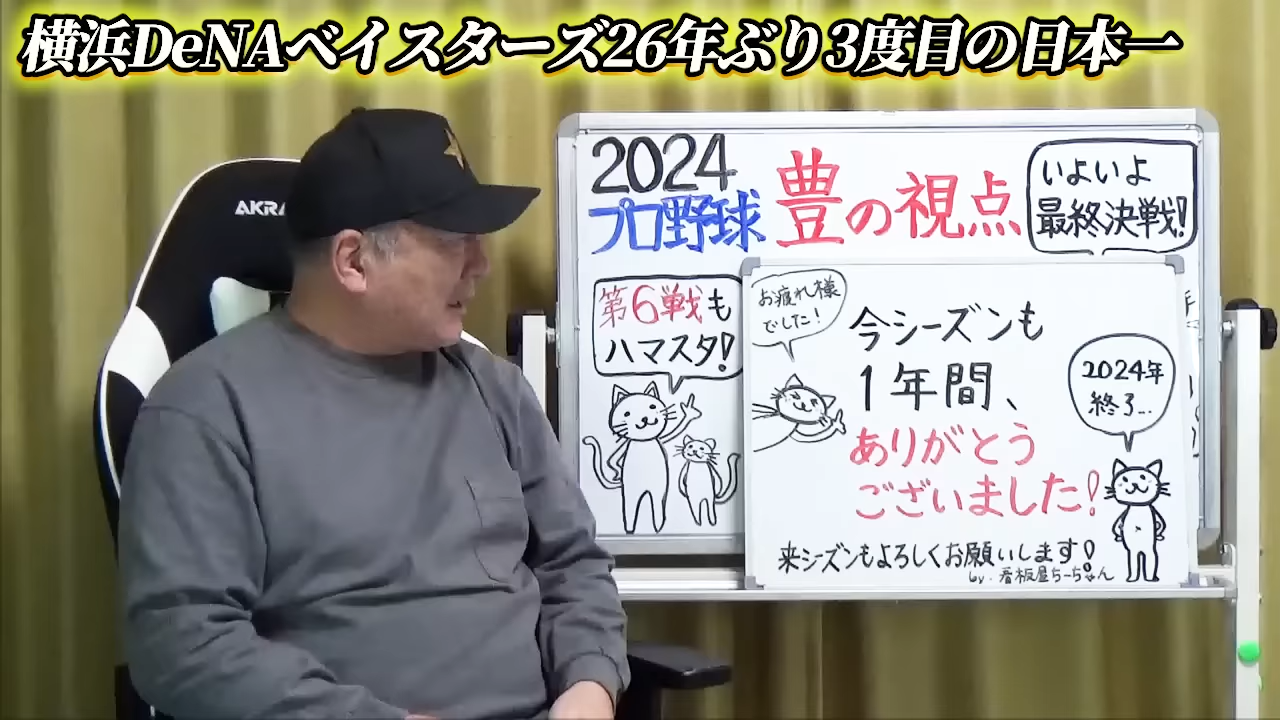 横浜DeNAベイスターズ26年ぶり3度目の日本一
AKRA
2024
プロ野球
豊の視点
いよいよ
最終決戦!
第6戦も
ハマスタ!
お疲れ様
でした!
今シーズンも
1年間、
ありがとう
ございました!
2024年
終了...
来シーズンもよろしくお願いします!
by.看板屋ちーちゃん